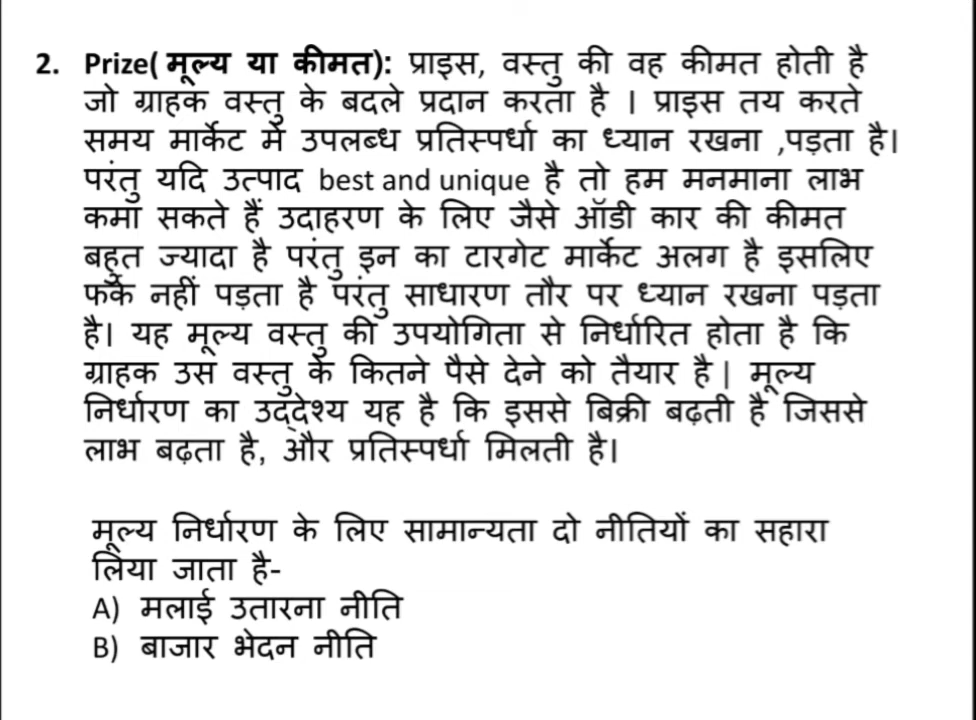 2. Prize( मूल्य या कीमत): प्राइस, वस्तु की वह कीमत होती है
जो ग्राहक वस्तु के बदले प्रदान करता है । प्राइस तय करते
समय मार्केट में उपलब्ध प्रतिस्पर्धा का ध्यान रखना ,पड़ता है।
परंतु यदि उत्पाद best and unique है तो हम मनमाना लाभ
कमा सकते हैं उदाहरण के लिए जैसे ऑडी कार की कीमत
बहुत ज्यादा है परंतु इन का टारगेट मार्केट अलग है इसलिए
फर्क नहीं पड़ता है परंतु साधारण तौर पर ध्यान रखना पड़ता
है। यह मूल्य वस्तु की उपयोगिता से निर्धारित होता है कि
ग्राहक उस वस्तु के कितने पैसे देने को तैयार है| मूल्य
निर्धारण का उद्देश्य यह है कि इससे बिक्री बढ़ती है जिससे
लाभ बढ़ता है, और प्रतिस्पर्धा मिलती है।
मूल्य निर्धारण के लिए सामान्यता दो नीतियों का सहारा
लिया जाता है-
A) मलाई उतारना नीति
B) बाजार भेदन नीति